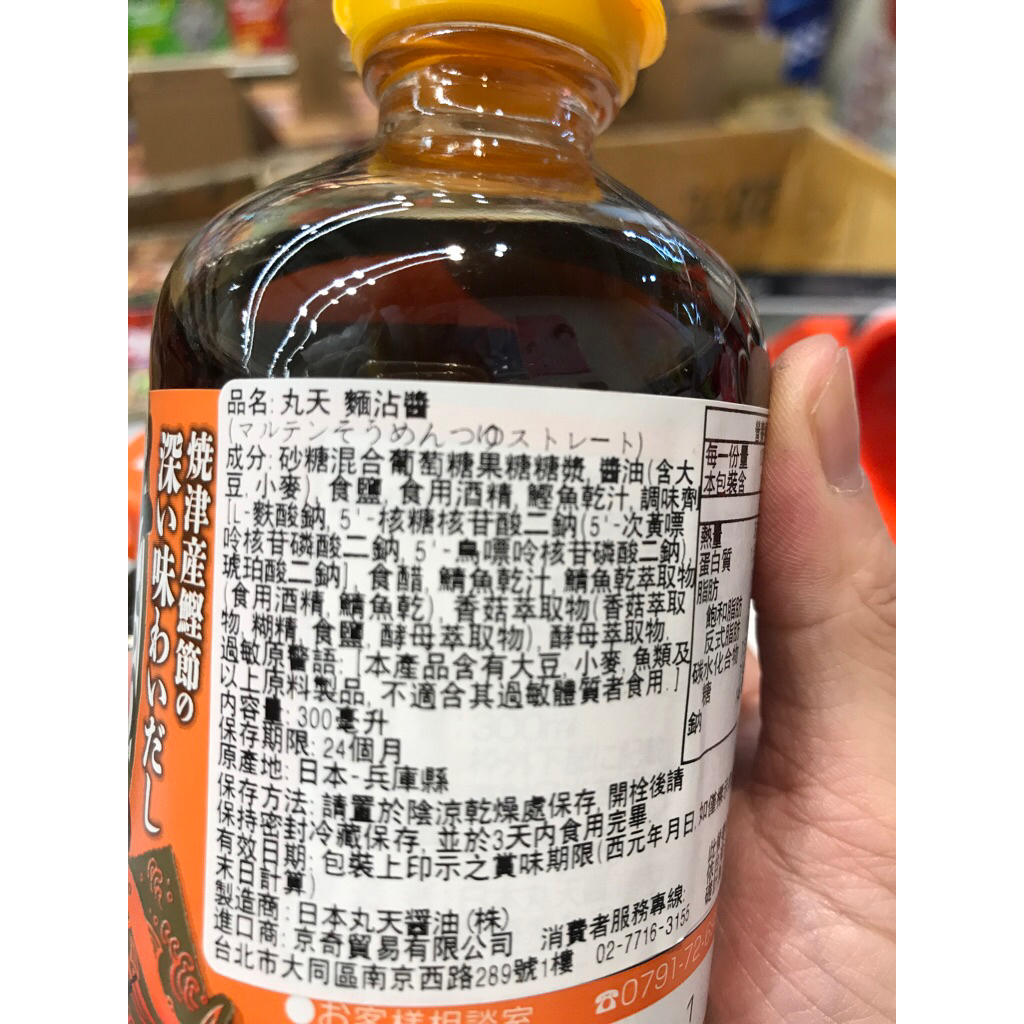 品名: 丸天 麵沾醬
(マルテンそうめんつゆストレート)
成分: 砂糖混合葡萄糖果糖糖漿, 醬油(含大
豆, 小麥), 食鹽, 食用酒精, 鰹魚乾汁, 調味劑
[L-麩酸鈉, 5'-核糖核苷酸二鈉(5'-次黃嘌
呤核苷磷酸二鈉, 5'-鳥嘌呤核苷磷酸二鈉),
琥珀酸二鈉], 食醋, 鯖魚乾汁, 鯖魚乾萃取物
(食用酒精, 鯖魚乾), 香菇萃取物(香菇萃取
物, 糊精, 食鹽, 酵母萃取物), 酵母萃取物.
過敏原警語: [本產品含有大豆, 小麥, 魚類及
以上原料製品, 不適合其過敏體質者食用.]
內容量: 300毫升
保存期限: 24個月
原產地: 日本-兵庫縣
保存方法: 請置於陰涼乾燥處保存, 開栓後請
保持密封冷藏保存, 並於3天內食用完畢.
有效日期: 包裝上印示之賞味期限(西元年月日,
末日計算)
製造商: 日本丸天醤油(株)
進口商: 京奇貿易有限公司
消費者服務專線:
02-7716-3155
台北市大同區南京西路289號1樓
每一份量
本包裝含
熱量
蛋白質
脂肪
飽和脂肪
反式脂肪
碳水化合物
糖
鈉
焼津産鰹節の
深い味わいだし
●お客様相談室
☎0791-72-